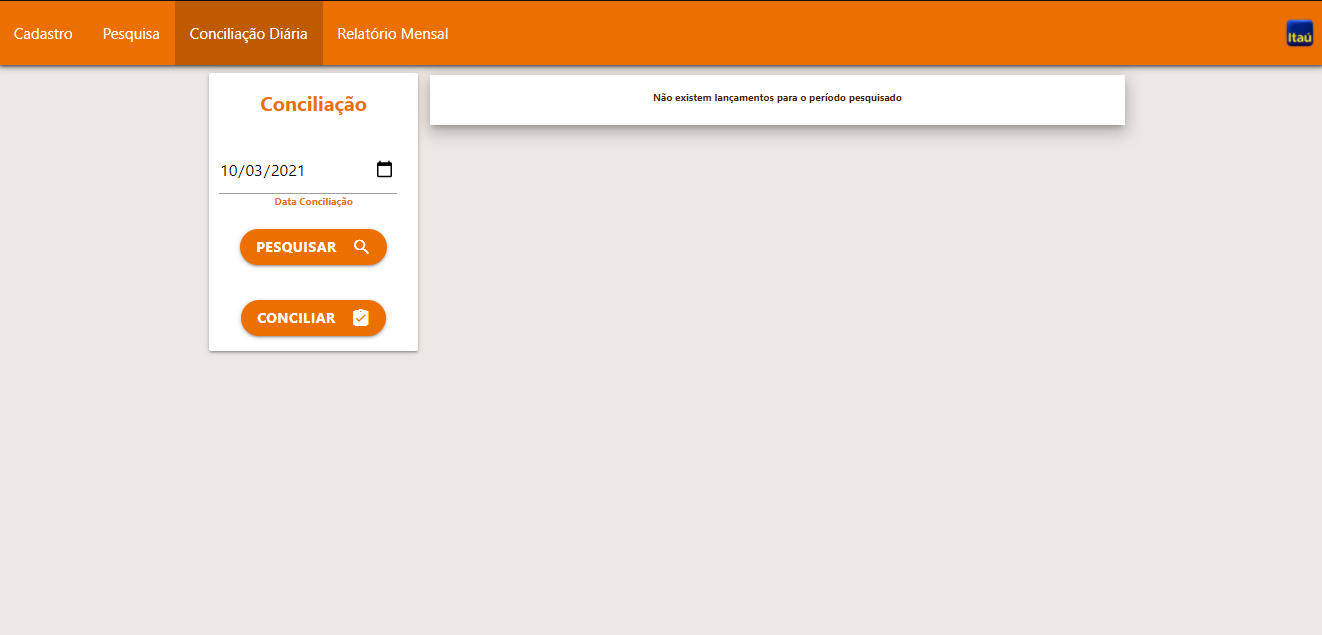 Cadastro
Pesquisa
Conciliação Diária
Relatório Mensal
Itaú
Conciliação
10/03/2021
Data Conciliação
PESQUISAR
CONCILIAR
Não existem lançamentos para o período pesquisado